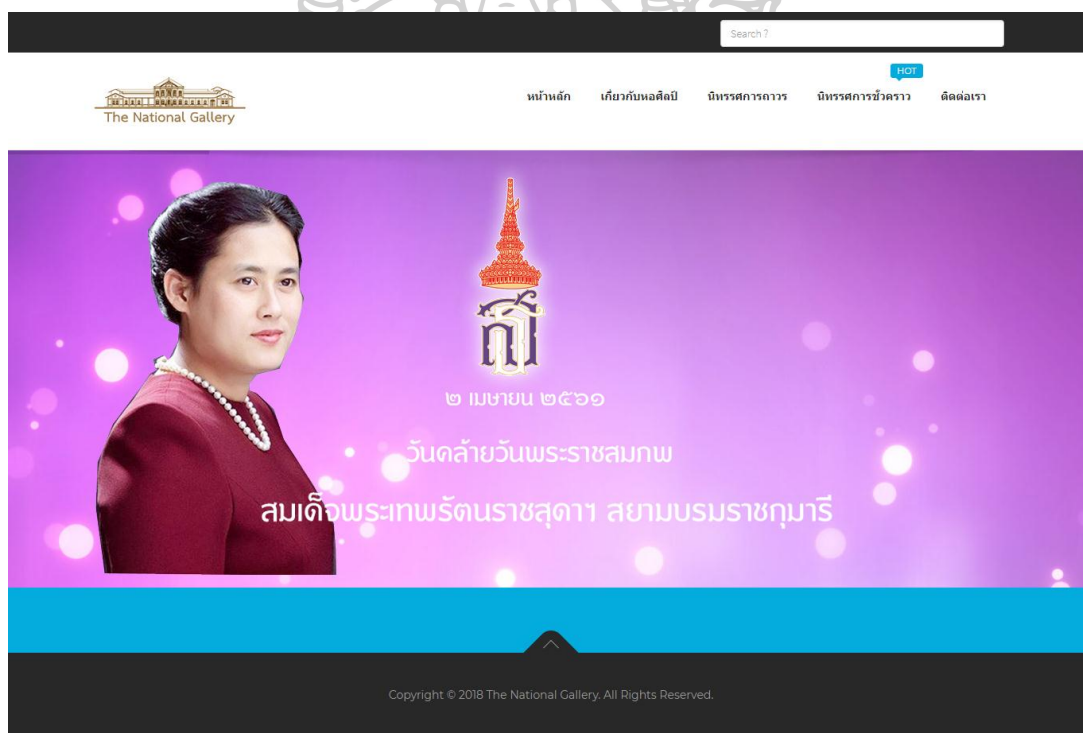 Search ?
HOT
The National Gallery
หน้าหลัก เกี่ยวกับหอศิลป์ นิทรรศการถาวร นิทรรศการชั่วคราว ติดต่อเรา
๒ เมษายน ๒๕๖๑
วันคล้ายวันพระราชสมภพ
สมเด็จพระเทพรัตนราชสุดาฯ สยามบรมราชกุมารี
Copyright © 2018 The National Gallery. All Rights Reserved.